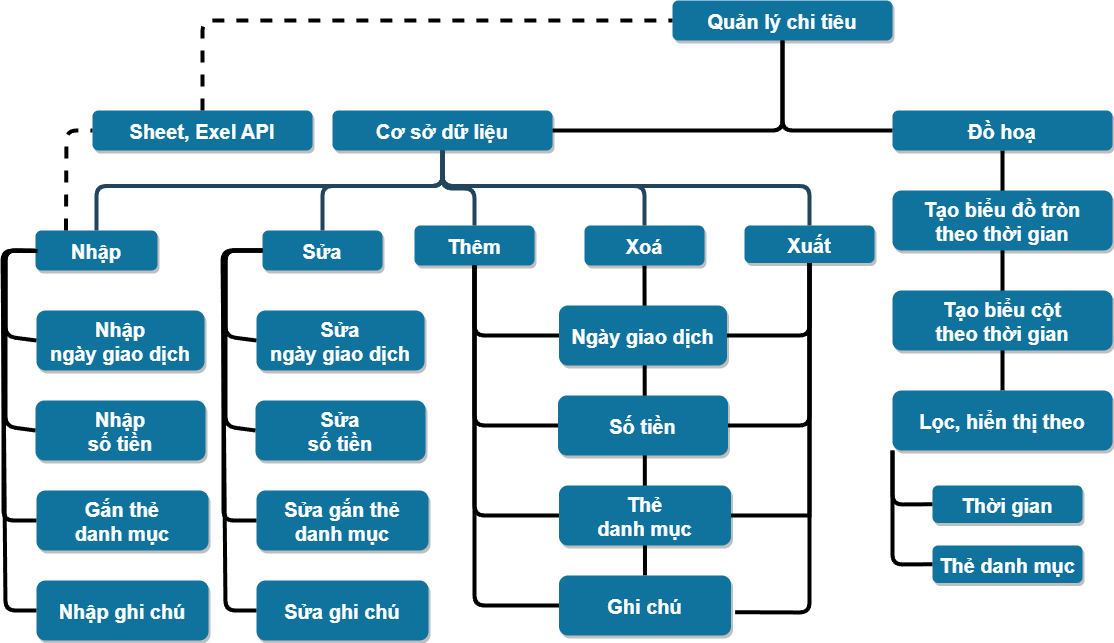 Quản lý chi tiêu
Sheet, Exel API
Cơ sở dữ liệu
Đồ hoạ
Nhập
Sửa
Thêm
Xoá
Xuất
Nhập
ngày giao dịch
Nhập
số tiền
Gắn thẻ
danh mục
Nhập ghi chú
Sửa
ngày giao dịch
Sửa
số tiền
Sửa gắn thẻ
danh mục
Sửa ghi chú
Ngày giao dịch
Số tiền
Thẻ
danh mục
Ghi chú
Tạo biểu đồ tròn
theo thời gian
Tạo biểu cột
theo thời gian
Lọc, hiển thị theo
Thời gian
Thẻ danh mục